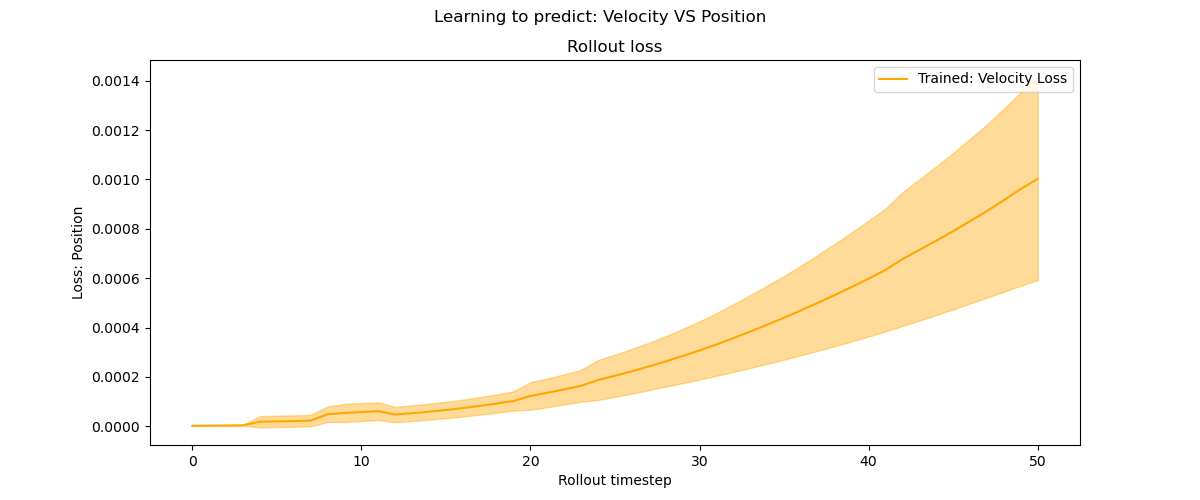 Learning to predict: Velocity VS Position
Rollout loss
Trained: Velocity Loss
0.0014
0.0012
0.0010
0.0008
0.0006
0.0004
0.0002
0.0000
Loss: Position
0 10 20 30 40 50
Rollout timestep